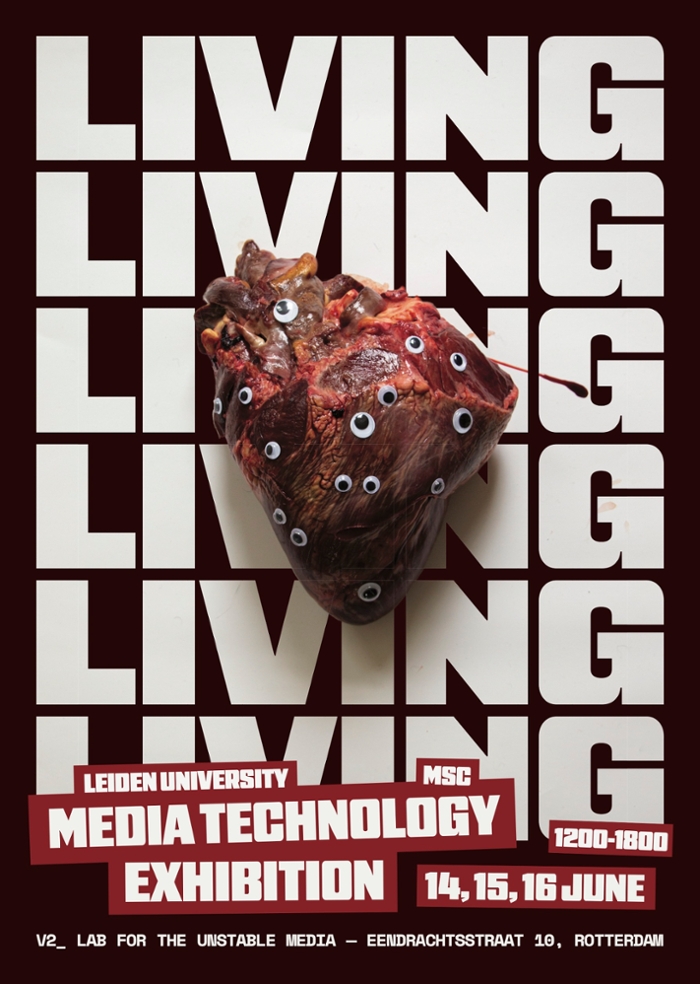 LIVING
LIVING
LIVING
LIVING
LIVING
LIVING
LEIDEN UNIVERSITY MSC
MEDIA TECHNOLOGY
EXHIBITION
1200-1800
14, 15, 16 JUNE
V2_ LAB FOR THE UNSTABLE MEDIA — EENDRACHTSSTRAAT 10, ROTTERDAM